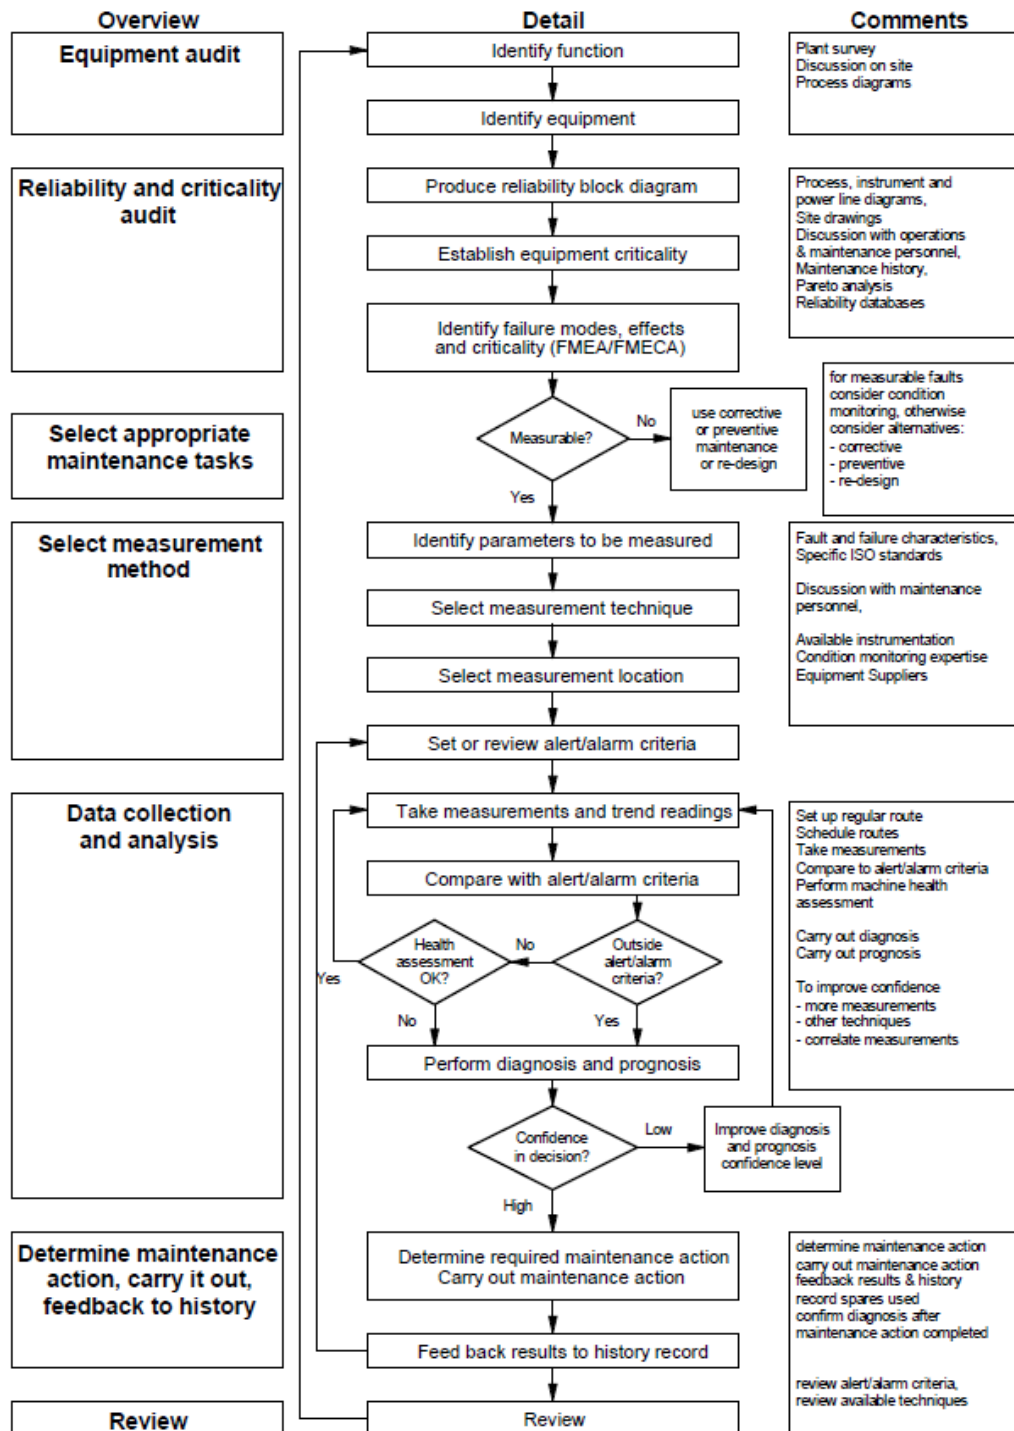 Overview
Detail
Comments
Equipment audit
Identify function
Plant survey
Discussion on site
Process diagrams
Identify equipment
Reliability and criticality
audit
Produce reliability block diagram
Establish equipment criticality
Identify failure modes, effects
and criticality (FMEA/FMECA)
Process, instrument and
power line diagrams,
Site drawings
Discussion with operations
& maintenance personnel,
Maintenance history,
Pareto analysis
Reliability databases
Select appropriate
maintenance tasks
Measurable?
No
use corrective
or preventive
maintenance
or re-design
for measurable faults
consider condition
monitoring, otherwise
consider alternatives:
- corrective
- preventive
- re-design
Yes
Select measurement
method
Identify parameters to be measured
Select measurement technique
Select measurement location
Set or review alert/alarm criteria
Fault and failure characteristics,
Specific ISO standards
Discussion with maintenance
personnel,
Available instrumentation
Condition monitoring expertise
Equipment Suppliers
Data collection
and analysis
Take measurements and trend readings
Compare with alert/alarm criteria
Health
assessment
OK?
No
Outside
alert/alarm
criteria?
Yes
No
Yes
Perform diagnosis and prognosis
Confidence
in decision?
Low
Improve diagnosis
and prognosis
confidence level
High
Set up regular route
Schedule routes
Take measurements
Compare to alert/alarm criteria
Perform machine health
assessment
Carry out diagnosis
Carry out prognosis
To improve confidence
- more measurements
- other techniques
- correlate measurements
Determine maintenance
action, carry it out,
feedback to history
Determine required maintenance action
Carry out maintenance action
Feed back results to history record
determine maintenance action
carry out maintenance action
feedback results & history
record spares used
confirm diagnosis after
maintenance action completed
review alert/alarm criteria,
review available techniques
Review
Review